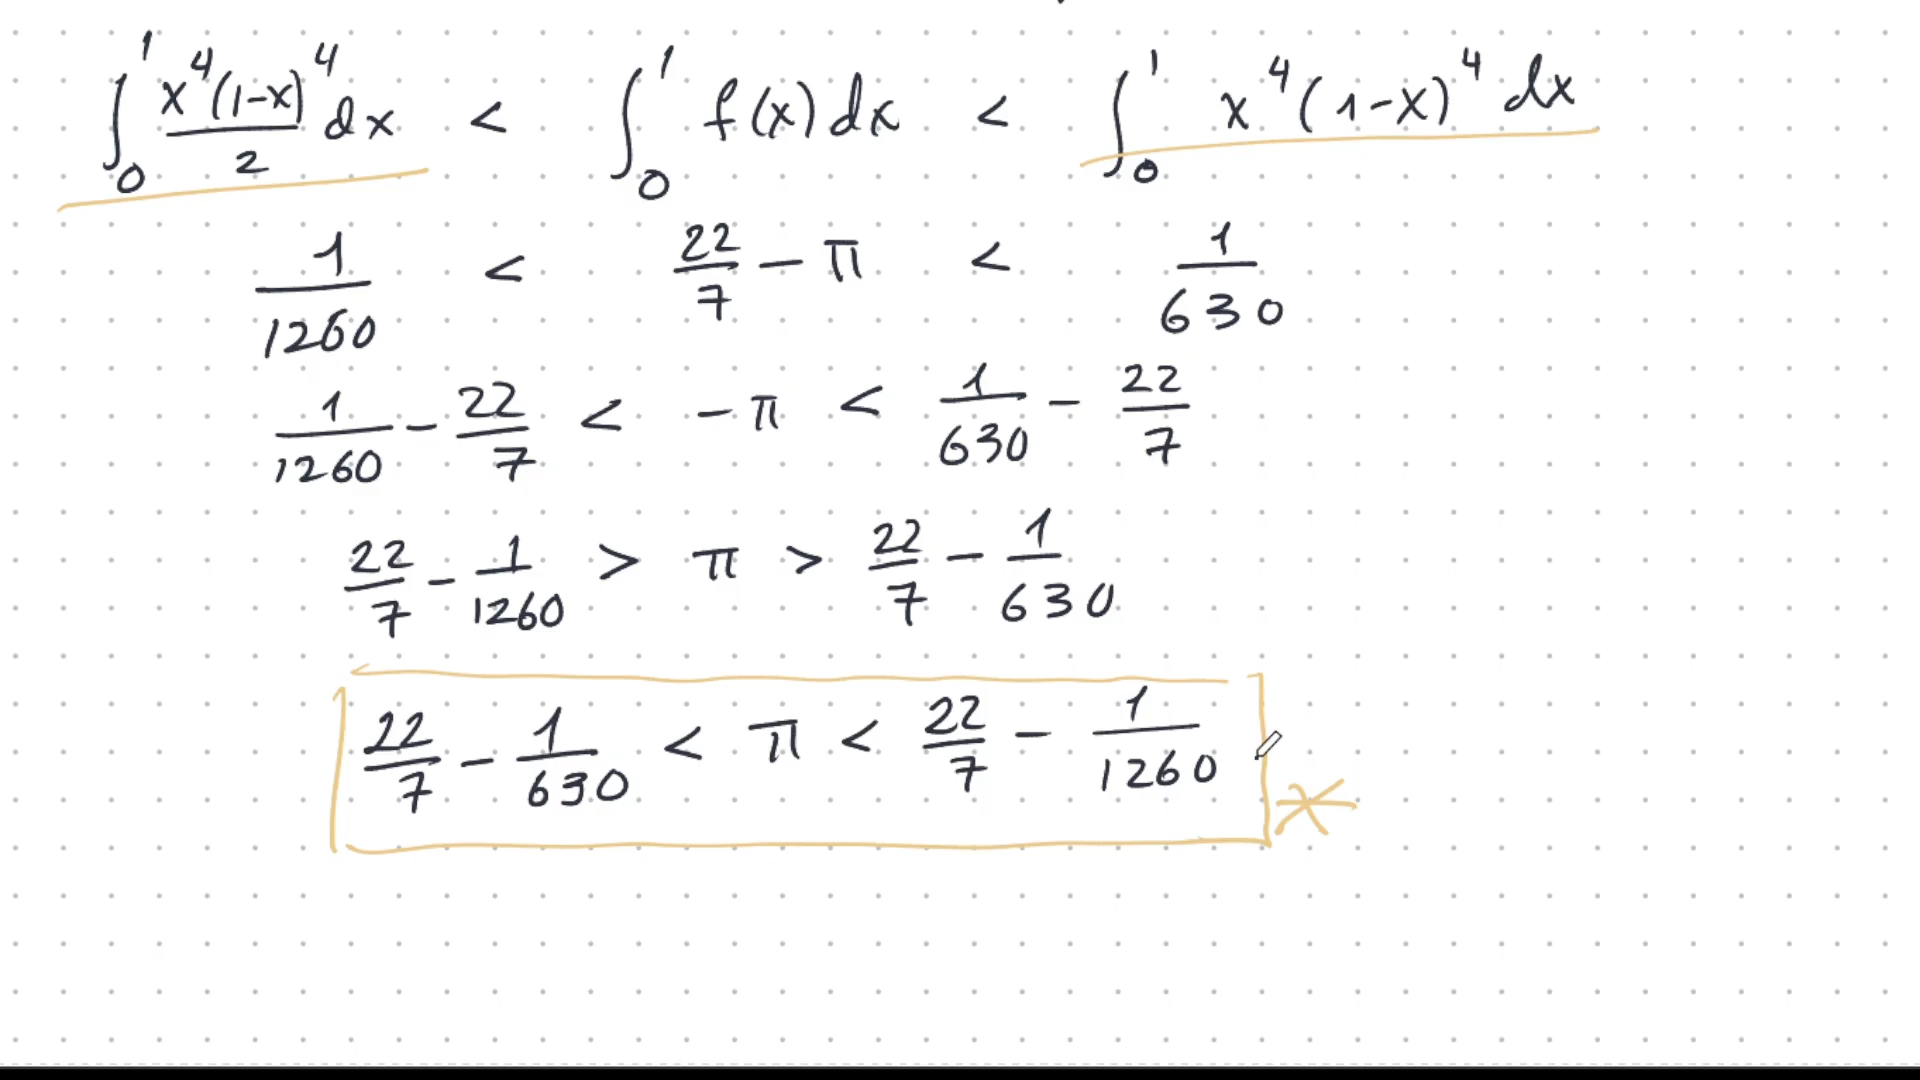 ∫₀¹ x⁴(1-x)⁴/2 dx < ∫₀¹ f(x) dx < ∫₀¹ x⁴(1-x)⁴ dx
1/1260 < 22/7 - π < 1/630
1/1260 - 22/7 < -π < 1/630 - 22/7
22/7 - 1/1260 > π > 22/7 - 1/630
22/7 - 1/630 < π < 22/7 - 1/1260 *